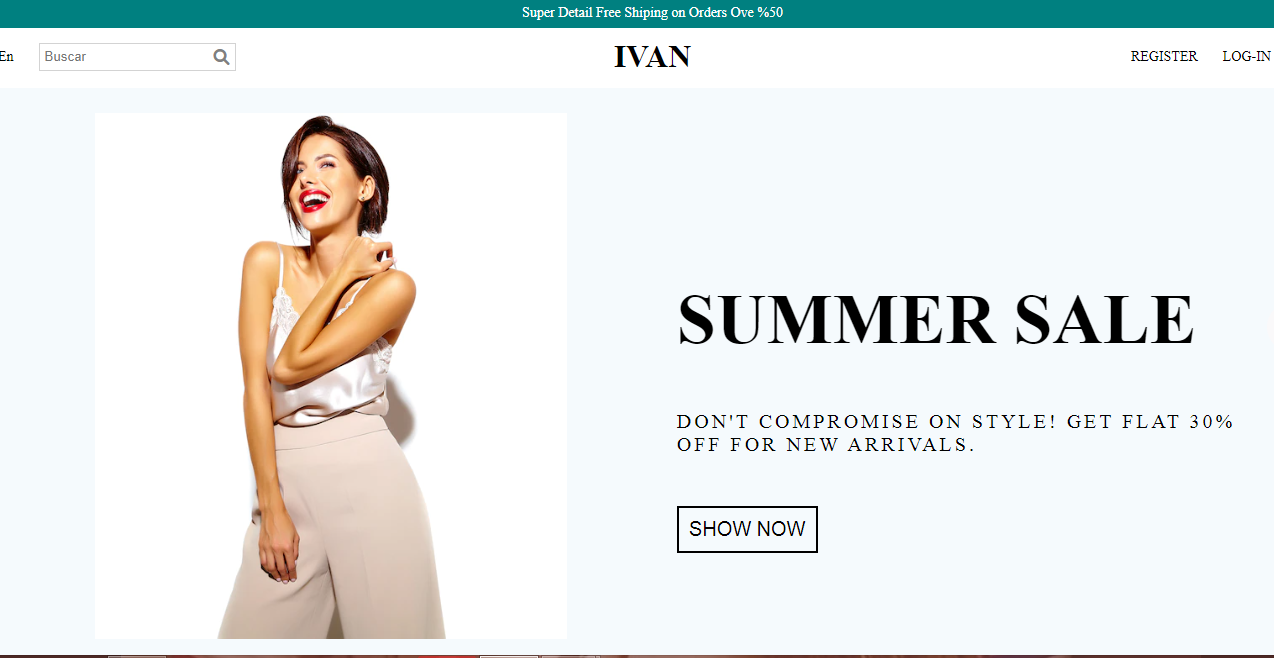 Super Detail Free Shiping on Orders Ove %50
En
Buscar
IVAN
REGISTER
LOG-IN
SUMMER SALE
DON'T COMPROMISE ON STYLE! GET FLAT 30%
OFF FOR NEW ARRIVALS.
SHOW NOW